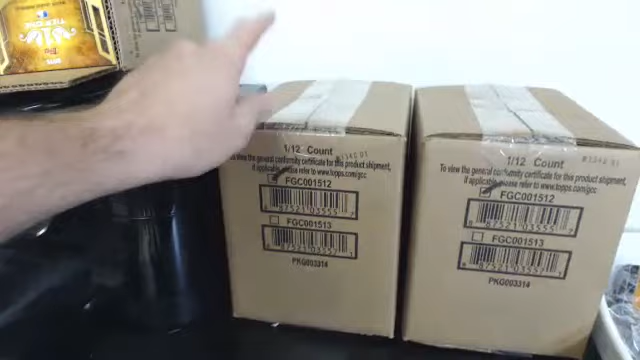 TIER ONE
1/12 Count
To view the general conformity certificate for this product shipment,
if applicable please refer to www.topps.com/gcc
FGC001512
FGC001513
PKG003314
1/12 Count
To view the general conformity certificate for this product shipment,
if applicable please refer to www.topps.com/gcc
FGC001512
FGC001513
PKG003314